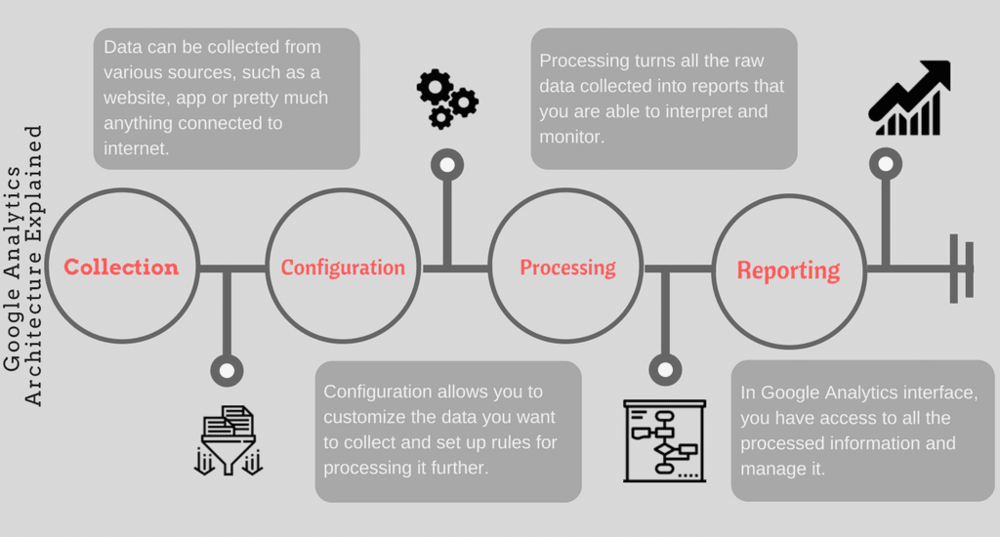 Google Analytics
Architecture Explained
Data can be collected from
various sources, such as a
website, app or pretty much
anything connected to
internet.
Processing turns all the raw
data collected into reports that
you are able to interpret and
monitor.
Collection
Configuration
Processing
Reporting
Configuration allows you to
customize the data you want
to collect and set up rules for
processing it further.
In Google Analytics interface,
you have access to all the
processed information and
manage it.